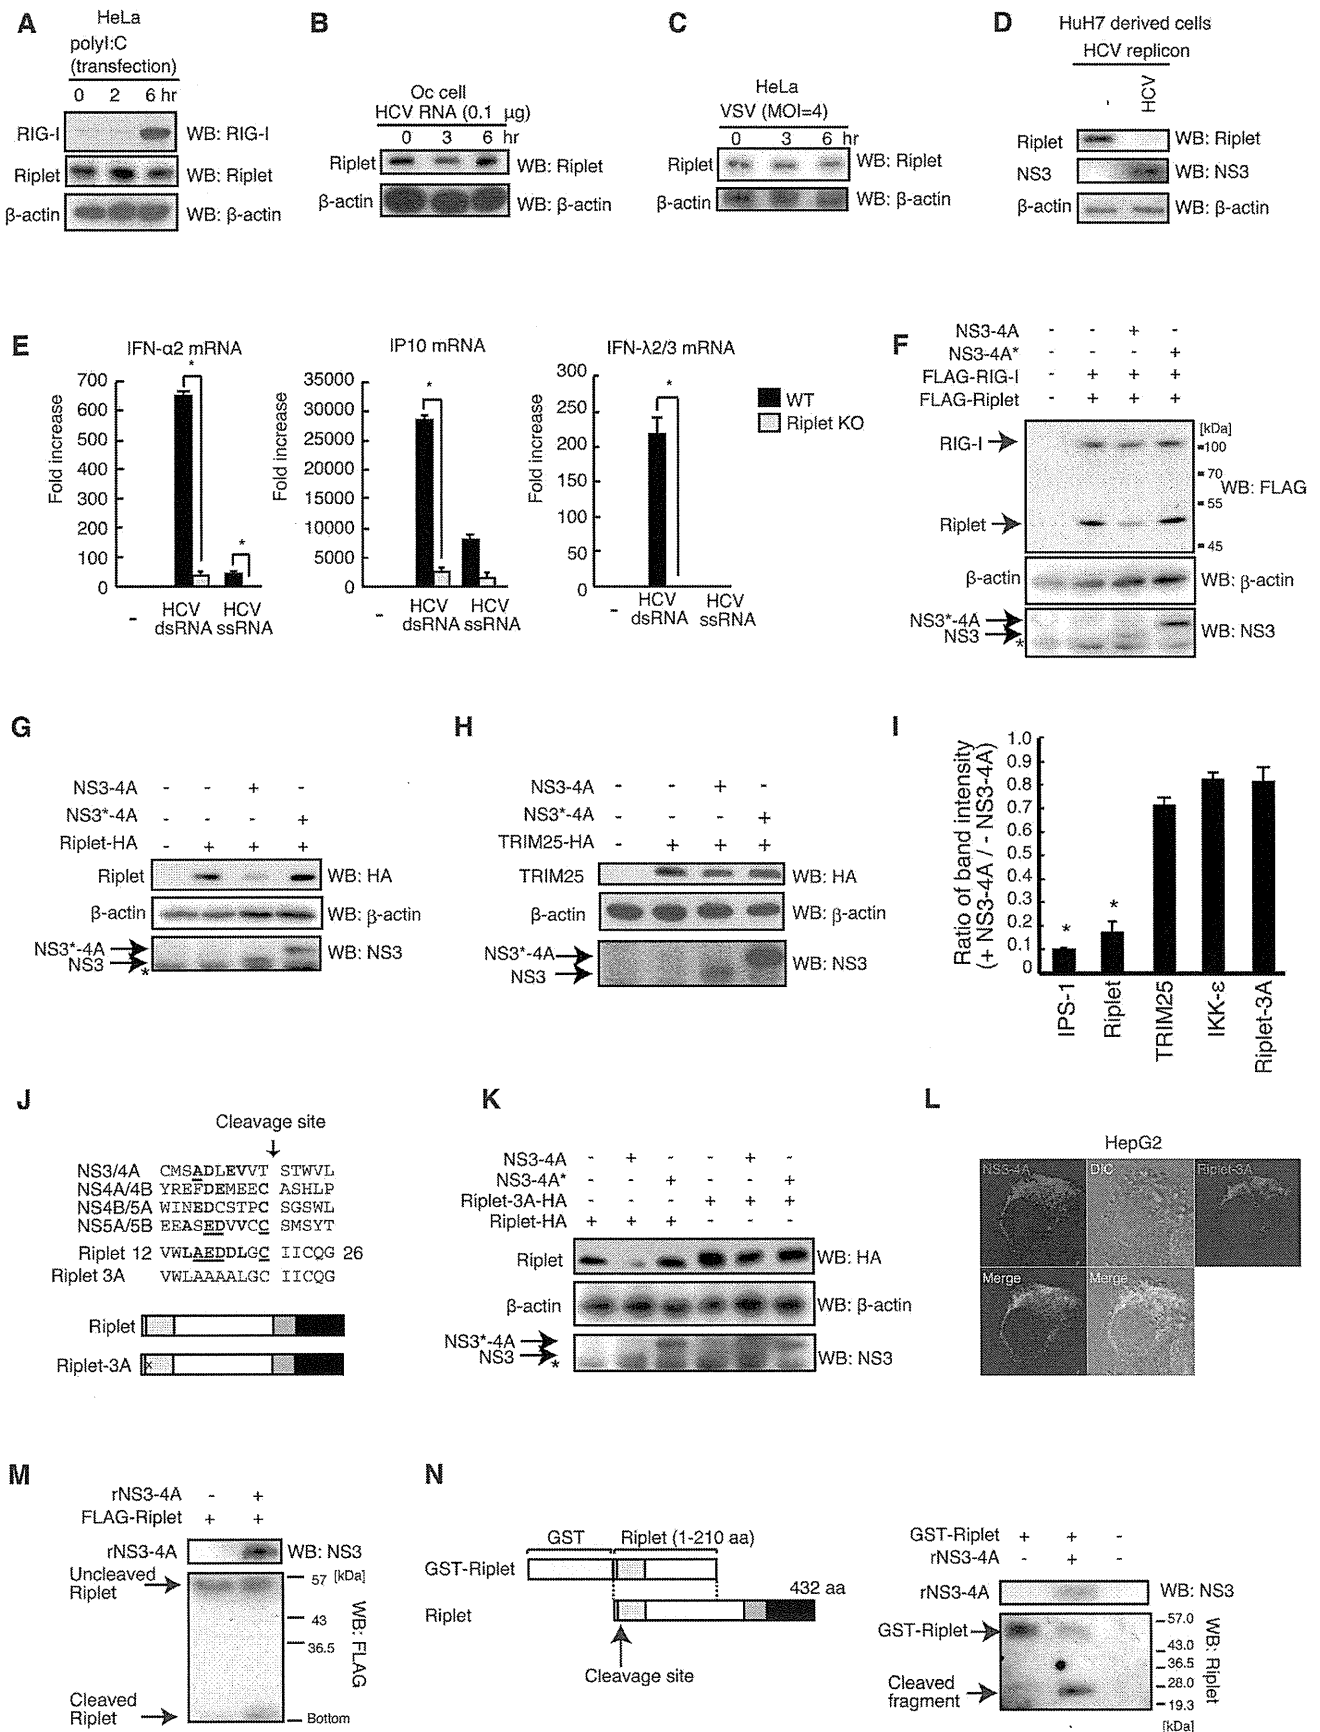 A
HeLa
polyI:C
(transfection)
0 2 6 hr
RIG-I WB: RIG-I
Riplet WB: Riplet
β-actin WB: β-actin
B
Oc cell
HCV RNA (0.1 µg)
0 3 6 hr
Riplet WB: Riplet
β-actin WB: β-actin
C
HeLa
VSV (MOI=4)
0 3 6 hr
Riplet WB: Riplet
β-actin WB: β-actin
D
HuH7 derived cells
HCV replicon
- HCV
Riplet WB: Riplet
NS3 WB: NS3
β-actin WB: β-actin
E
IFN-α2 mRNA
Fold increase
700
600
500
400
300
200
100
0
* *
- HCV dsRNA HCV ssRNA
IP10 mRNA
Fold increase
35000
30000
25000
20000
15000
10000
5000
0
*
- HCV dsRNA HCV ssRNA
IFN-λ2/3 mRNA
Fold increase
300
250
200
150
100
50
0
*
HCV dsRNA HCV ssRNA
WT
Riplet KO
F
NS3-4A - - + -
NS3-4A* - - - +
FLAG-RIG-I - + + +
FLAG-Riplet - + + +
[kDa]
RIG-I 100
70
WB: FLAG
55
Riplet
45
β-actin WB: β-actin
NS3*-4A
NS3 WB: NS3
*
G
NS3-4A - - + -
NS3*-4A - - - +
Riplet-HA - + + +
Riplet WB: HA
β-actin WB: β-actin
NS3*-4A WB: NS3
NS3
*
H
NS3-4A - - + -
NS3*-4A - - - +
TRIM25-HA - + + +
TRIM25 WB: HA
β-actin WB: β-actin
NS3*-4A WB: NS3
NS3
I
Ratio of band intensity
(+ NS3-4A / - NS3-4A)
1.0
0.9
0.8
0.7
0.6
0.5
0.4
0.3
0.2
0.1
0
* *
IPS-1 Riplet TRIM25 IKK-ε Riplet-3A
J
Cleavage site
NS3/4A CMSADLEVVT STWVL
NS4A/4B YREFDEMEEC ASHLP
NS4B/5A WINEDCSTPC SGSWL
NS5A/5B EEASEDVVCC SMSYT
Riplet 12 VWLAEDDLGC IICQG 26
Riplet 3A VWLAAAALGC IICQG
Riplet
Riplet-3A x
K
NS3-4A - + - - + -
NS3-4A* - - + - - +
Riplet-3A-HA - - - + + +
Riplet-HA + + + - - -
Riplet WB: HA
β-actin WB: β-actin
NS3*-4A
NS3 WB: NS3
*
L
HepG2
NS3-4A DIC Riplet-3A
Merge Merge
M
rNS3-4A - +
FLAG-Riplet + +
rNS3-4A WB: NS3
Uncleaved
Riplet
57 [kDa]
43
36.5
WB: FLAG
Cleaved
Riplet
Bottom
N
GST Riplet (1-210 aa)
GST-Riplet
432 aa
Riplet
Cleavage site
GST-Riplet + + -
rNS3-4A - + -
rNS3-4A WB: NS3
57.0
GST-Riplet
43.0
36.5
28.0
Cleaved
fragment
19.3
WB: Riplet
[kDa]